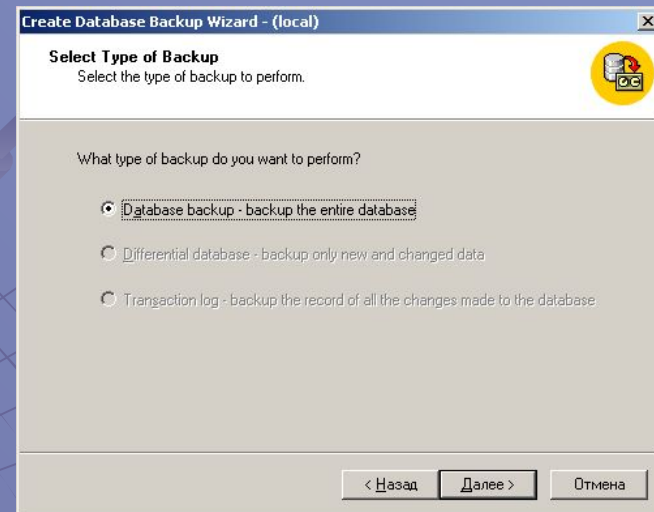 Create Database Backup Wizard - (local)
Select Type of Backup
Select the type of backup to perform.
What type of backup do you want to perform?
Database backup - backup the entire database
Differential database - backup only new and changed data
Transaction log - backup the record of all the changes made to the database
< Назад Далее > Отмена